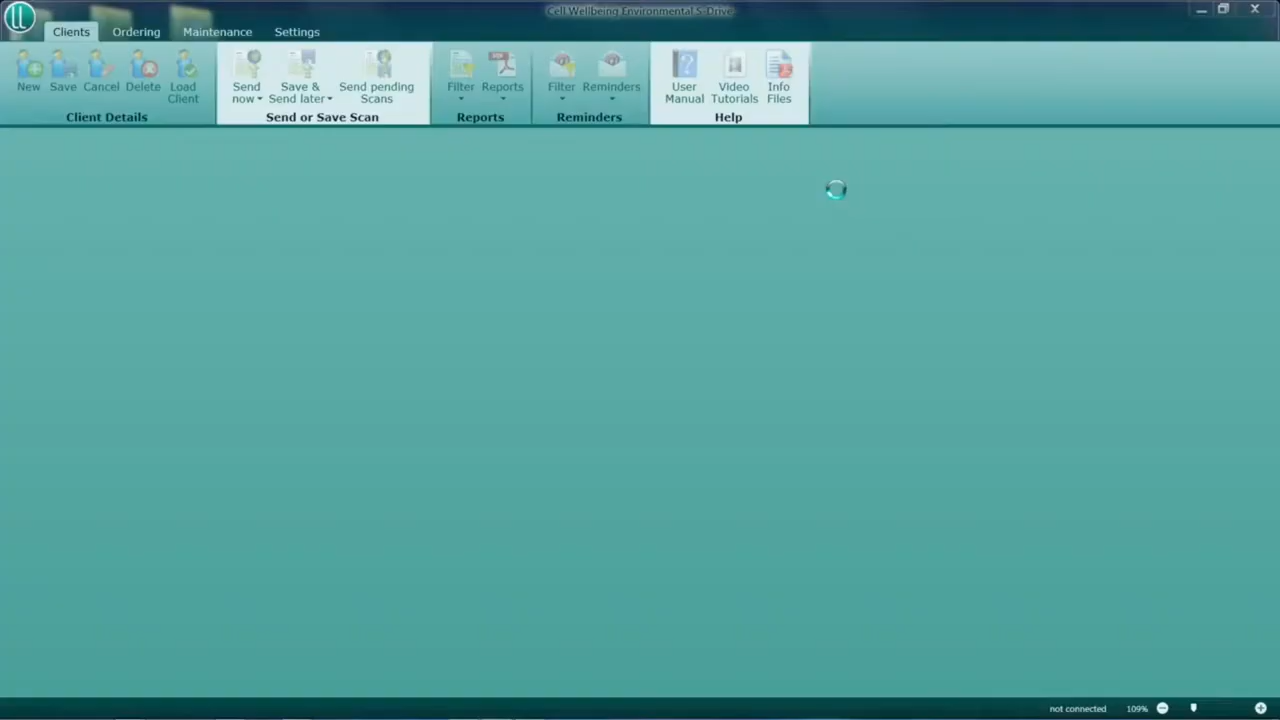 Cell Wellbeing Environmental S-Drive
Clients Ordering Maintenance Settings
New Save Cancel Delete Load Client
Send now Save & Send later Send pending Scans
Filter Reports
Filter Reminders
User Manual Video Tutorials Info Files
Client Details Send or Save Scan Reports Reminders Help
not connected 109%